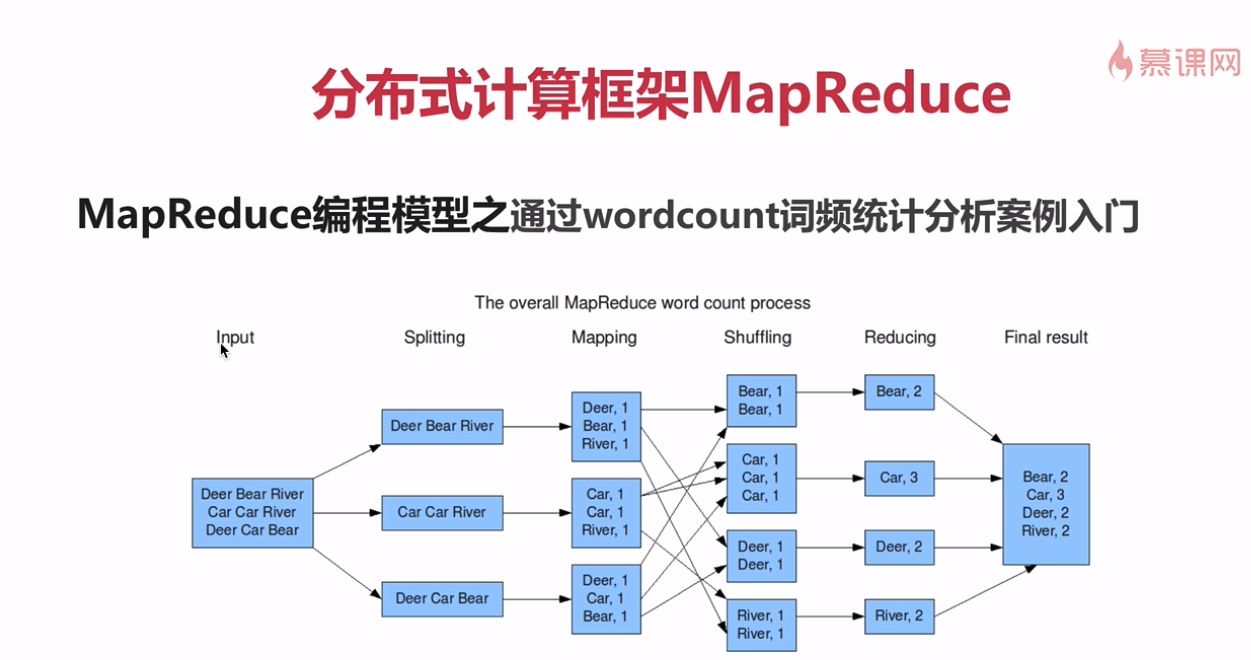 慕课网
分布式计算框架MapReduce
MapReduce编程模型之通过wordcount词频统计分析案例入门
The overall MapReduce word count process
Input
Splitting
Mapping
Shuffling
Reducing
Final result
Deer Bear River
Car Car River
Deer Car Bear
Deer Bear River
Car Car River
Deer Car Bear
Deer, 1
Bear, 1
River, 1
Car, 1
Car, 1
River, 1
Deer, 1
Car, 1
Bear, 1
Bear, 1
Bear, 1
Car, 1
Car, 1
Car, 1
Deer, 1
Deer, 1
River, 1
River, 1
Bear, 2
Car, 3
Deer, 2
River, 2
Bear, 2
Car, 3
Deer, 2
River, 2